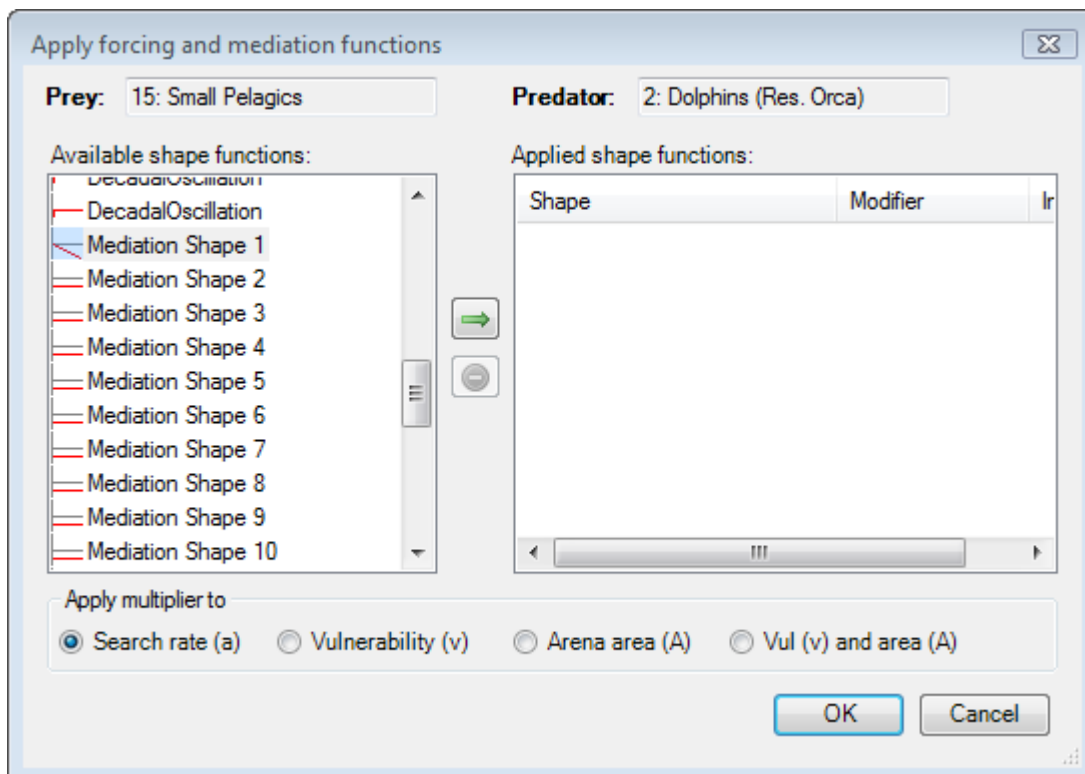 Apply forcing and mediation functions
Prey: 15: Small Pelagics Predator: 2: Dolphins (Res. Orca)
Available shape functions:
DecadalOscillation
DecadalOscillation
Mediation Shape 1
Mediation Shape 2
Mediation Shape 3
Mediation Shape 4
Mediation Shape 5
Mediation Shape 6
Mediation Shape 7
Mediation Shape 8
Mediation Shape 9
Mediation Shape 10
Applied shape functions:
Shape Modifier
Apply multiplier to
Search rate (a) Vulnerability (v) Arena area (A) Vul (v) and area (A)
OK Cancel